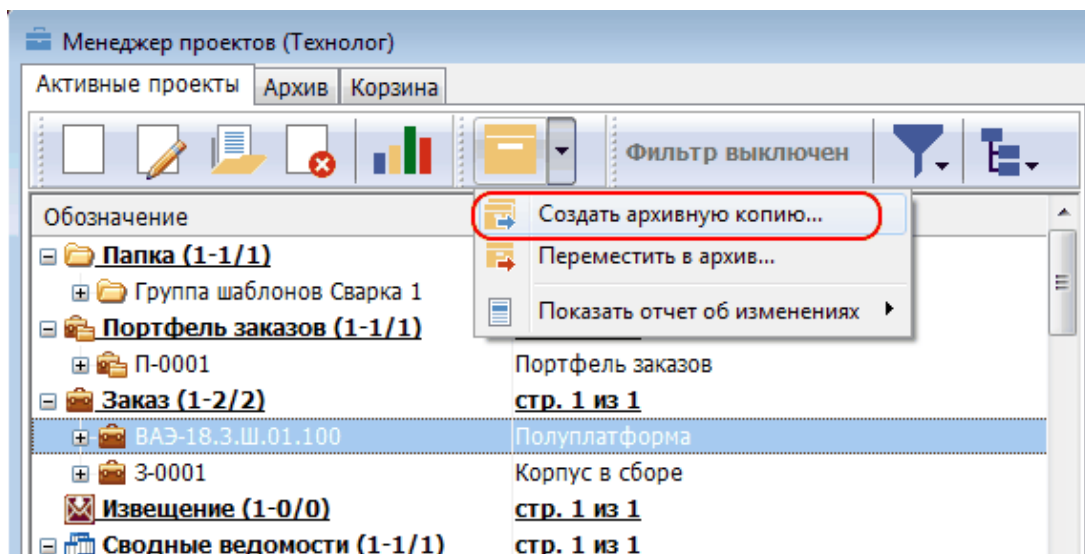 Менеджер проектов (Технолог)
Активные проекты Архив Корзина
Фильтр выключен
Обозначение
Создать архивную копию...
Папка (1-1/1)
Переместить в архив...
Группа шаблонов Сварка 1
Показать отчет об изменениях
Портфель заказов (1-1/1)
П-0001 Портфель заказов
Заказ (1-2/2) стр. 1 из 1
ВАЭ-18.3.Ш.01.100 Полуплатформа
З-0001 Корпус в сборе
Извещение (1-0/0) стр. 1 из 1
Сводные ведомости (1-1/1) стр. 1 из 1